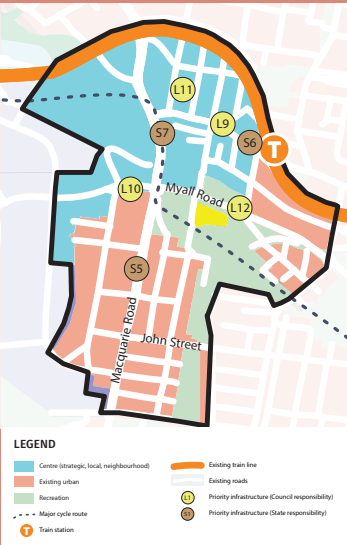 L11
L9
S7
S6
T
L10
Myall Road
L12
S5
Macquarie Road
John Street
LEGEND
Centre (strategic, local, neighbourhood)
Existing urban
Recreation
Major cycle route
T Train station
Existing train line
Existing roads
L1 Priority infrastructure (Council responsibility)
S1 Priority infrastructure (State responsibility)